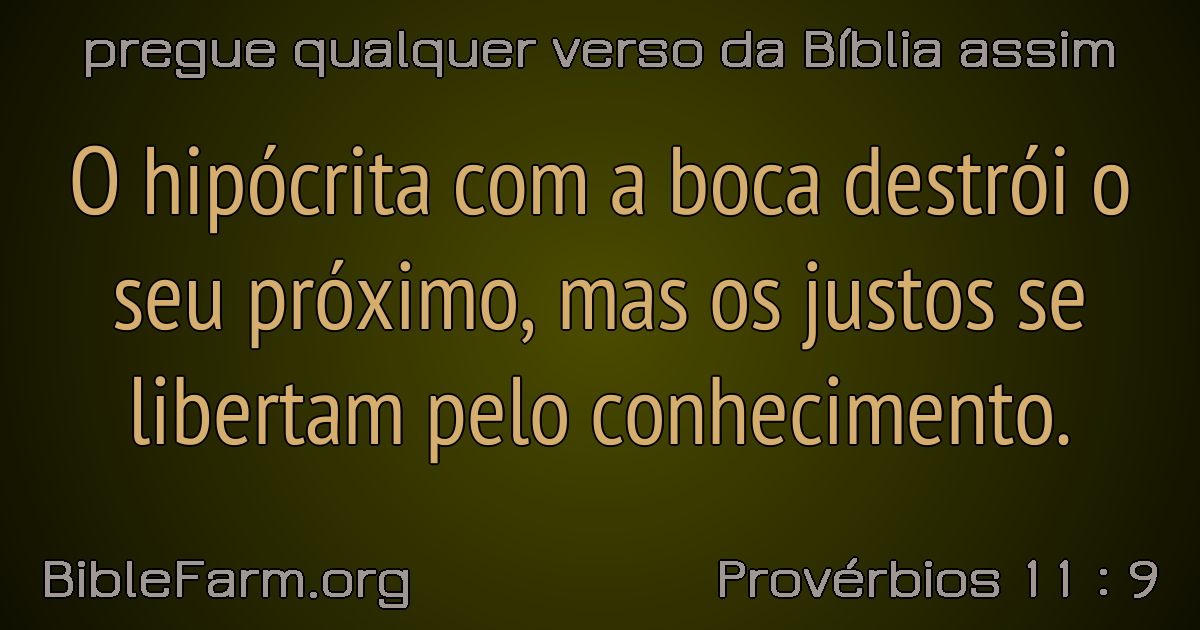 pregue qualquer verso da Bíblia assim
O hipócrita com a boca destrói o
seu próximo, mas os justos se
libertam pelo conhecimento.
BibleFarm.org
Provérbios 11 : 9